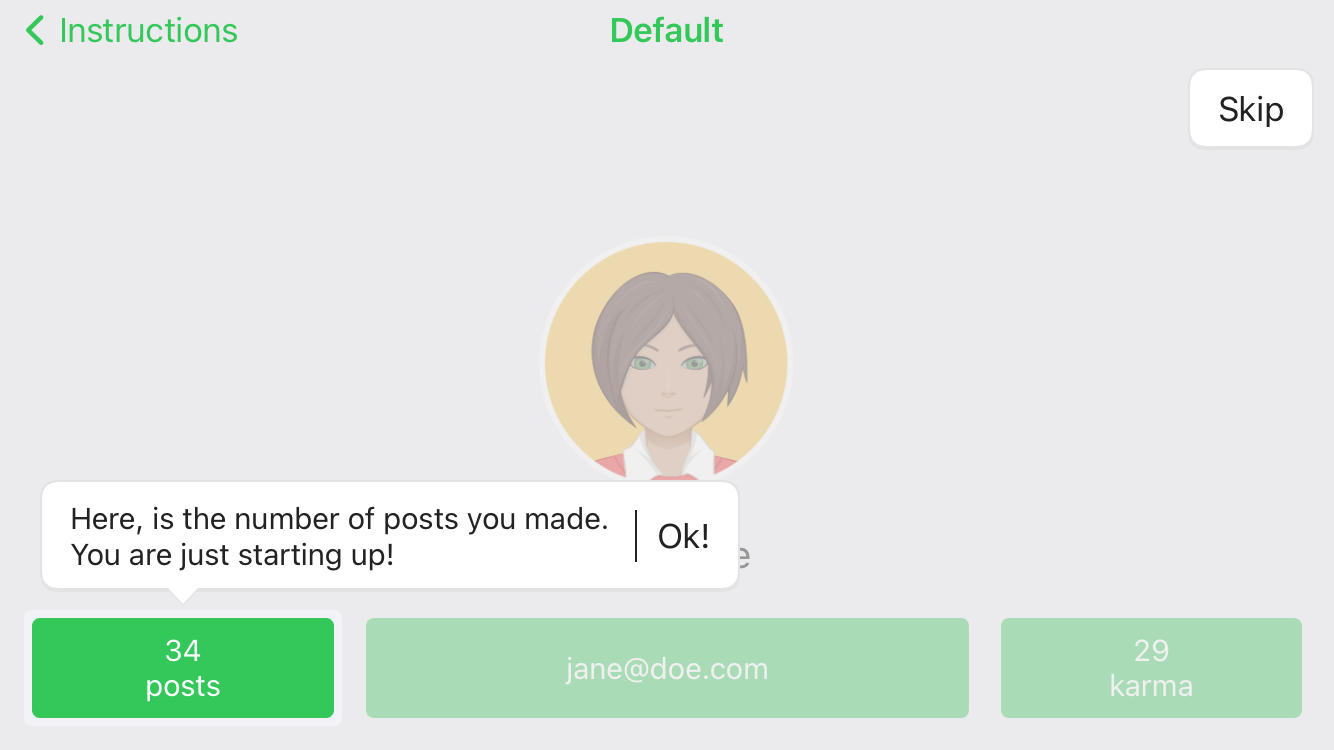 Instructions
Default
Skip
Here, is the number of posts you made.
You are just starting up!
Ok!
34
posts
jane@doe.com
29
karma